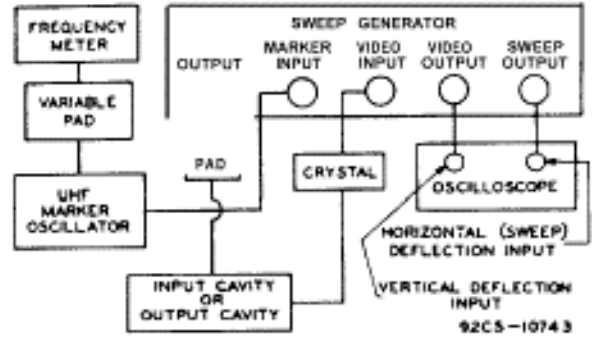 FREQUENCY
METER
VARIABLE
PAD
UHF
MARKER
OSCILLATOR
SWEEP GENERATOR
OUTPUT
MARKER
INPUT
VIDEO
INPUT
VIDEO
OUTPUT
SWEEP
OUTPUT
PAD
CRYSTAL
OSCILLOSCOPE
HORIZONTAL (SWEEP)
DEFLECTION INPUT
INPUT CAVITY
OR
OUTPUT CAVITY
VERTICAL DEFLECTION
INPUT
92CS-10743